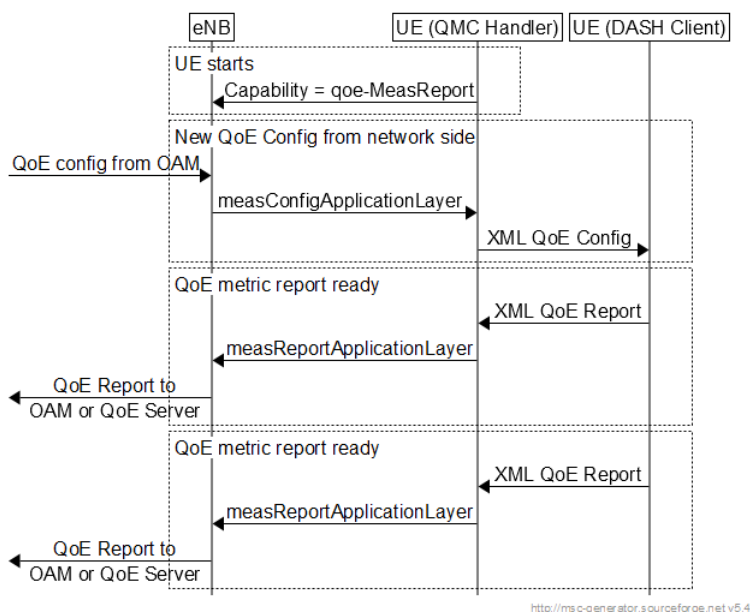 eNB
UE (QMC Handler)
UE (DASH Client)
UE starts
Capability = qoe-MeasReport
New QoE Config from network side
QoE config from OAM
measConfigApplicationLayer
XML QoE Config
QoE metric report ready
XML QoE Report
measReportApplicationLayer
QoE Report to
OAM or QoE Server
QoE metric report ready
XML QoE Report
measReportApplicationLayer
QoE Report to
OAM or QoE Server
http://msc-generator.sourceforge.net v5.4